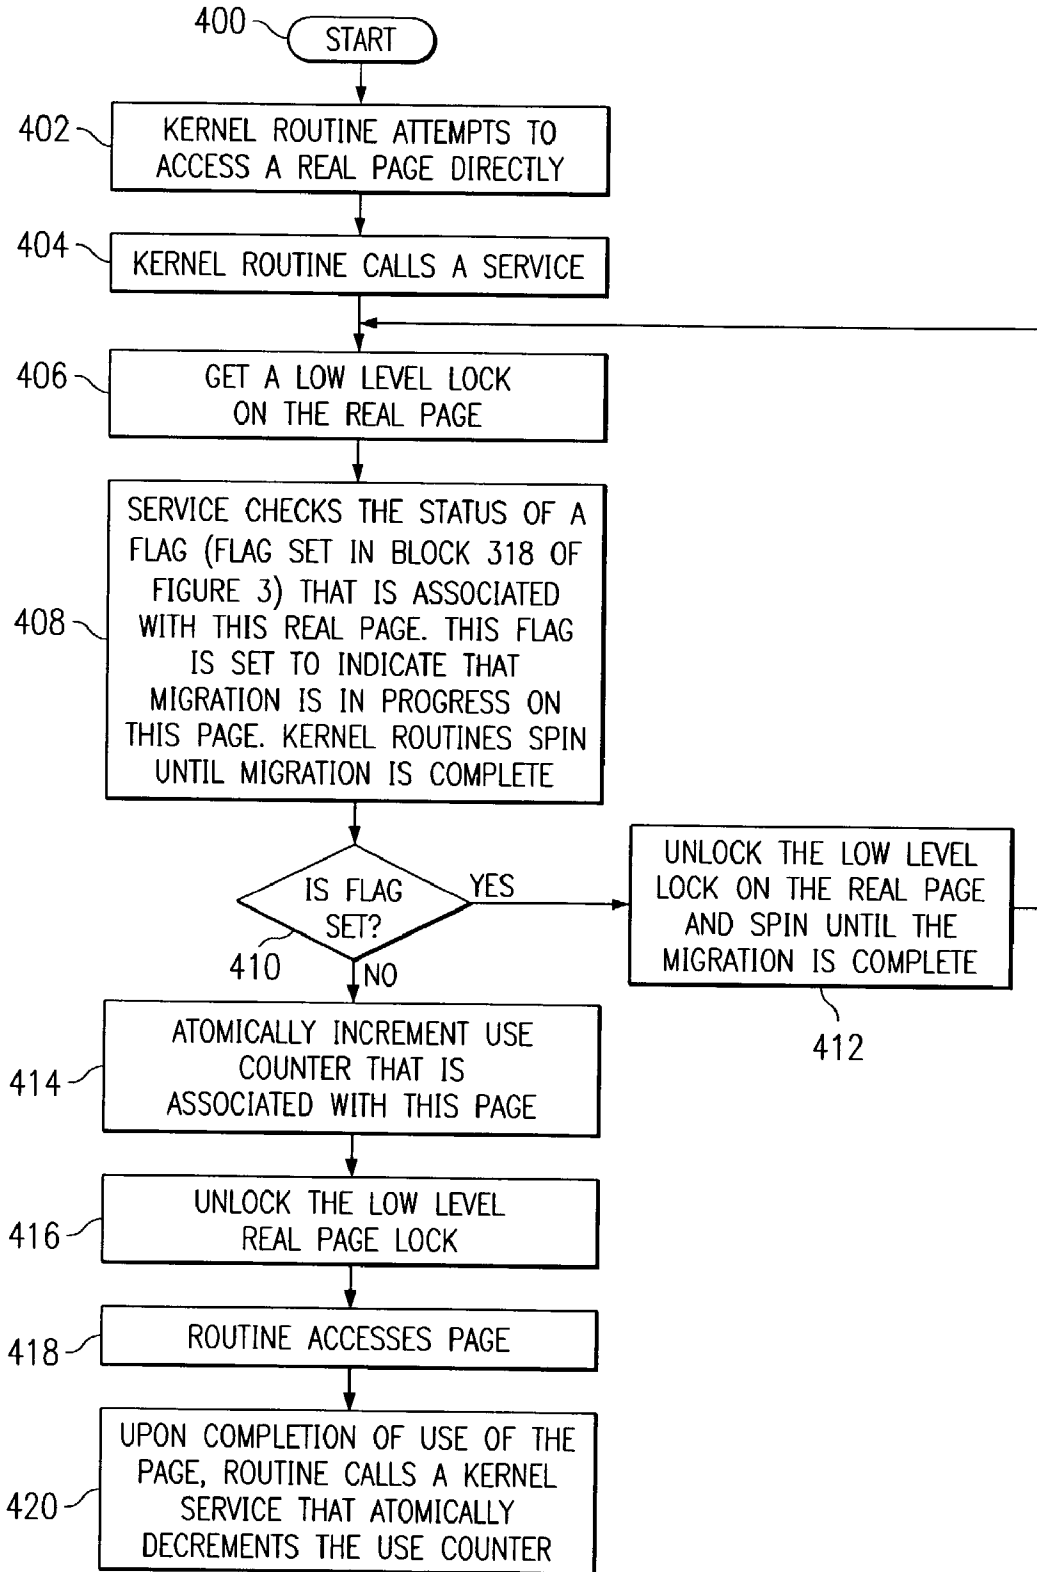 400
START
402
KERNEL ROUTINE ATTEMPTS TO
ACCESS A REAL PAGE DIRECTLY
404
KERNEL ROUTINE CALLS A SERVICE
406
GET A LOW LEVEL LOCK
ON THE REAL PAGE
408
SERVICE CHECKS THE STATUS OF A
FLAG (FLAG SET IN BLOCK 318 OF
FIGURE 3) THAT IS ASSOCIATED
WITH THIS REAL PAGE. THIS FLAG
IS SET TO INDICATE THAT
MIGRATION IS IN PROGRESS ON
THIS PAGE. KERNEL ROUTINES SPIN
UNTIL MIGRATION IS COMPLETE
IS FLAG
SET?
410
YES
NO
UNLOCK THE LOW LEVEL
LOCK ON THE REAL PAGE
AND SPIN UNTIL THE
MIGRATION IS COMPLETE
412
414
ATOMICALLY INCREMENT USE
COUNTER THAT IS
ASSOCIATED WITH THIS PAGE
416
UNLOCK THE LOW LEVEL
REAL PAGE LOCK
418
ROUTINE ACCESSES PAGE
420
UPON COMPLETION OF USE OF THE
PAGE, ROUTINE CALLS A KERNEL
SERVICE THAT ATOMICALLY
DECREMENTS THE USE COUNTER